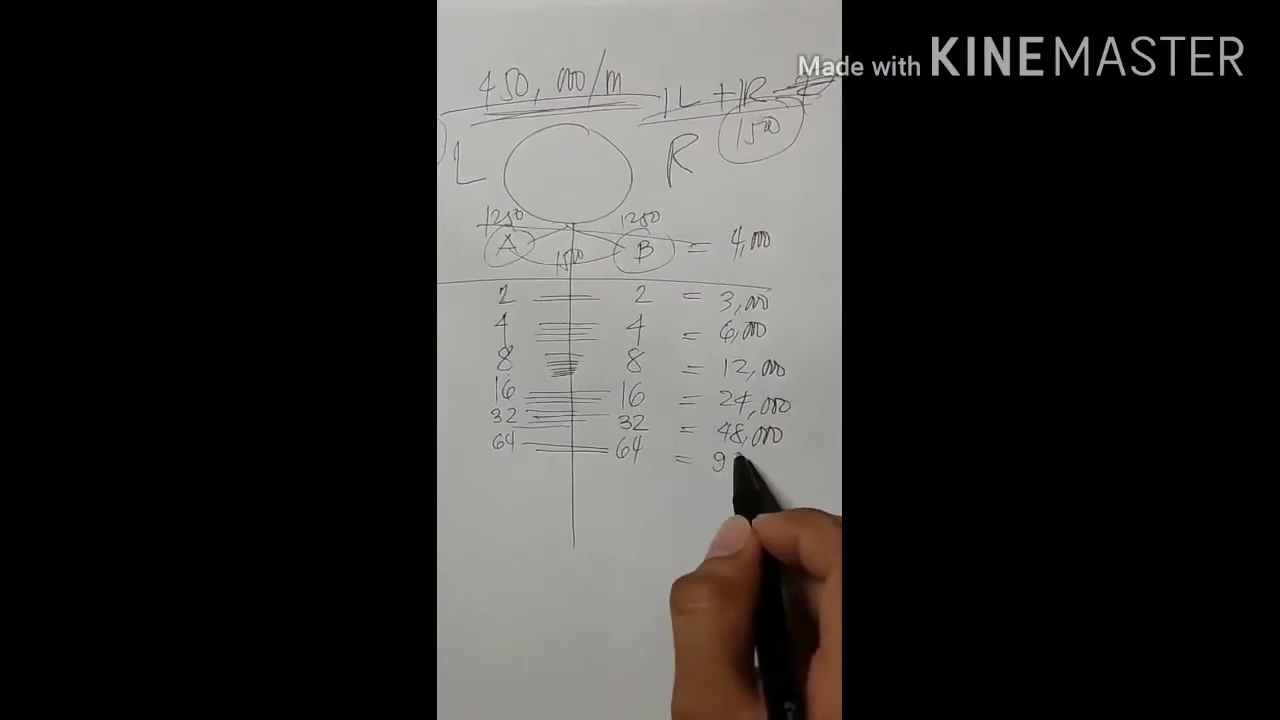 Made with KINEMASTER
450,000/m
1L + 1R =
1500
L R
1250 1250
A B = 4,000
1500
2 2 = 3,000
4 4 = 6,000
8 8 = 12,000
16 16 = 24,000
32 32 = 48,000
64 64 = 9